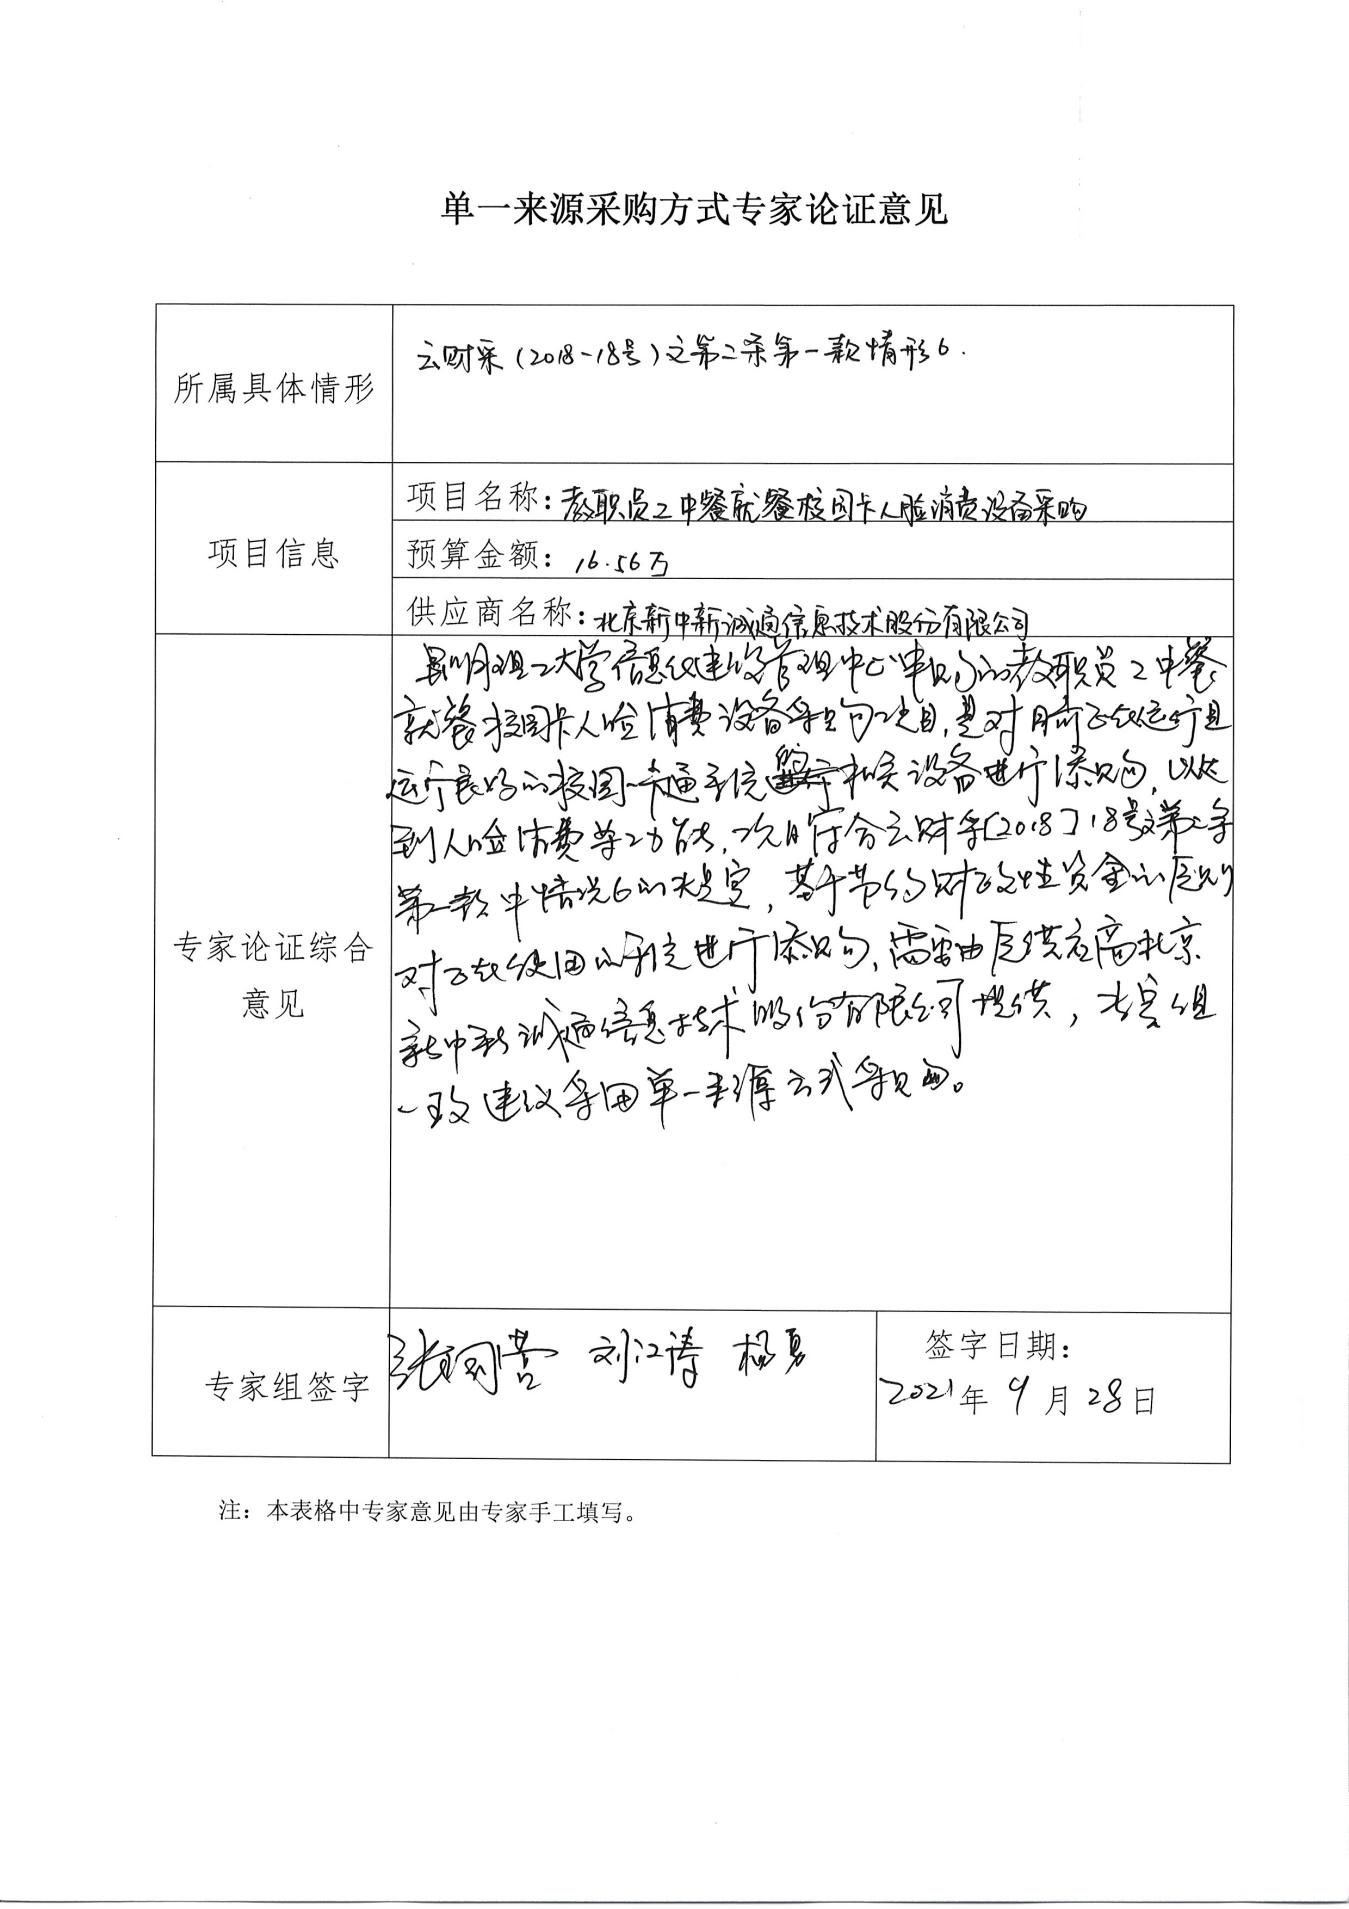 单一来源采购方式专家论证意见
所属具体情形
云财采(2018-18号)文第二条第一款情形6.
项目信息
项目名称:教职员工中餐就餐校园卡人脸消费设备采购
预算金额:16.56万
供应商名称:北京新中新诚通信息技术股份有限公司
专家论证综合
意见
昆明理工大学信息化建设管理中心申购的教职员工中餐
就餐校园卡人脸消费设备采购项目,是对目前正在运行且
运行良好的校园一卡通系统相关设备进行添购,以达
到人脸消费等功能,项目符合云财采[2018]18号文第二条
第一款中情况6的规定,基于节约财政性资金的原则
对正在使用的系统进行添购,需要由原供应商北京
新中新诚通信息技术股份有限公司提供,专家组
一致建议采用单一来源方式采购。
专家组签字
刘江涛 杨勇
签字日期:
2021年9月28日
注:本表格中专家意见由专家手工填写。